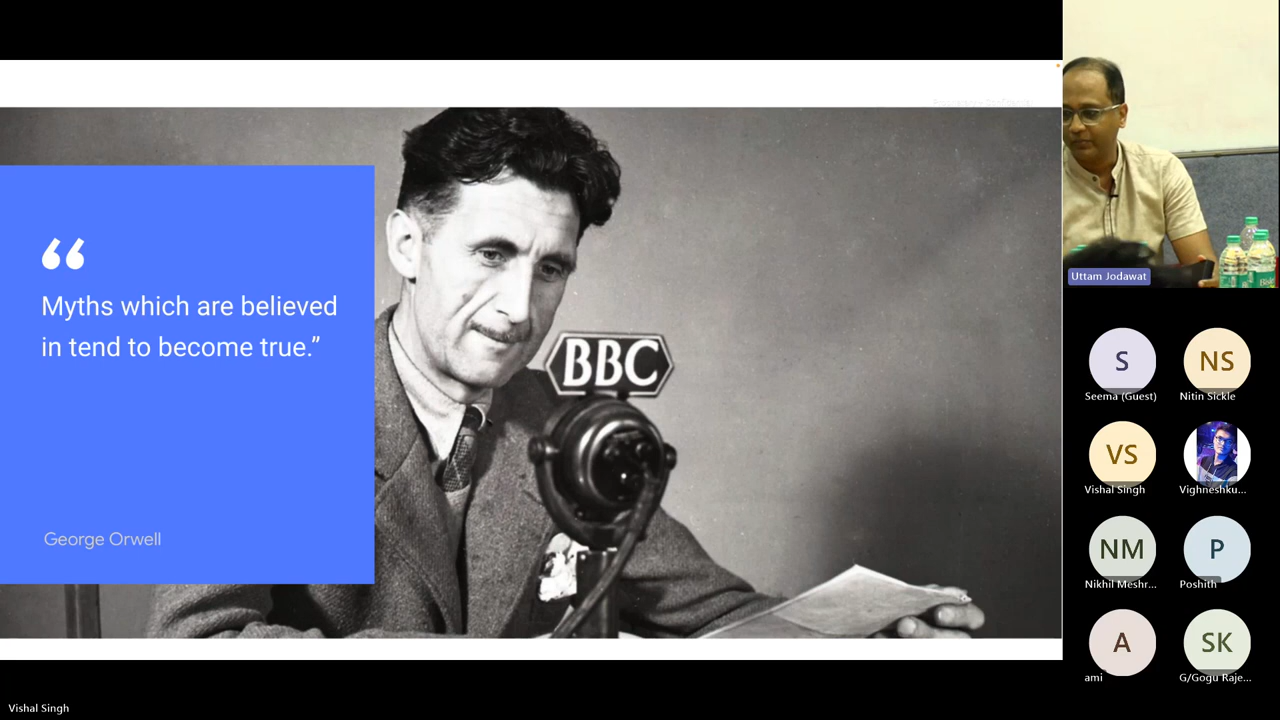 “
Myths which are believed
in tend to become true.”
George Orwell
BBC
Uttam Jodawat
S
Seema (Guest)
NS
Nitin Sickle
VS
Vishal Singh
Vighneshku...
NM
Nikhil Meshr...
P
Poshith
A
ami
SK
G/Gogu Raje...
Vishal Singh